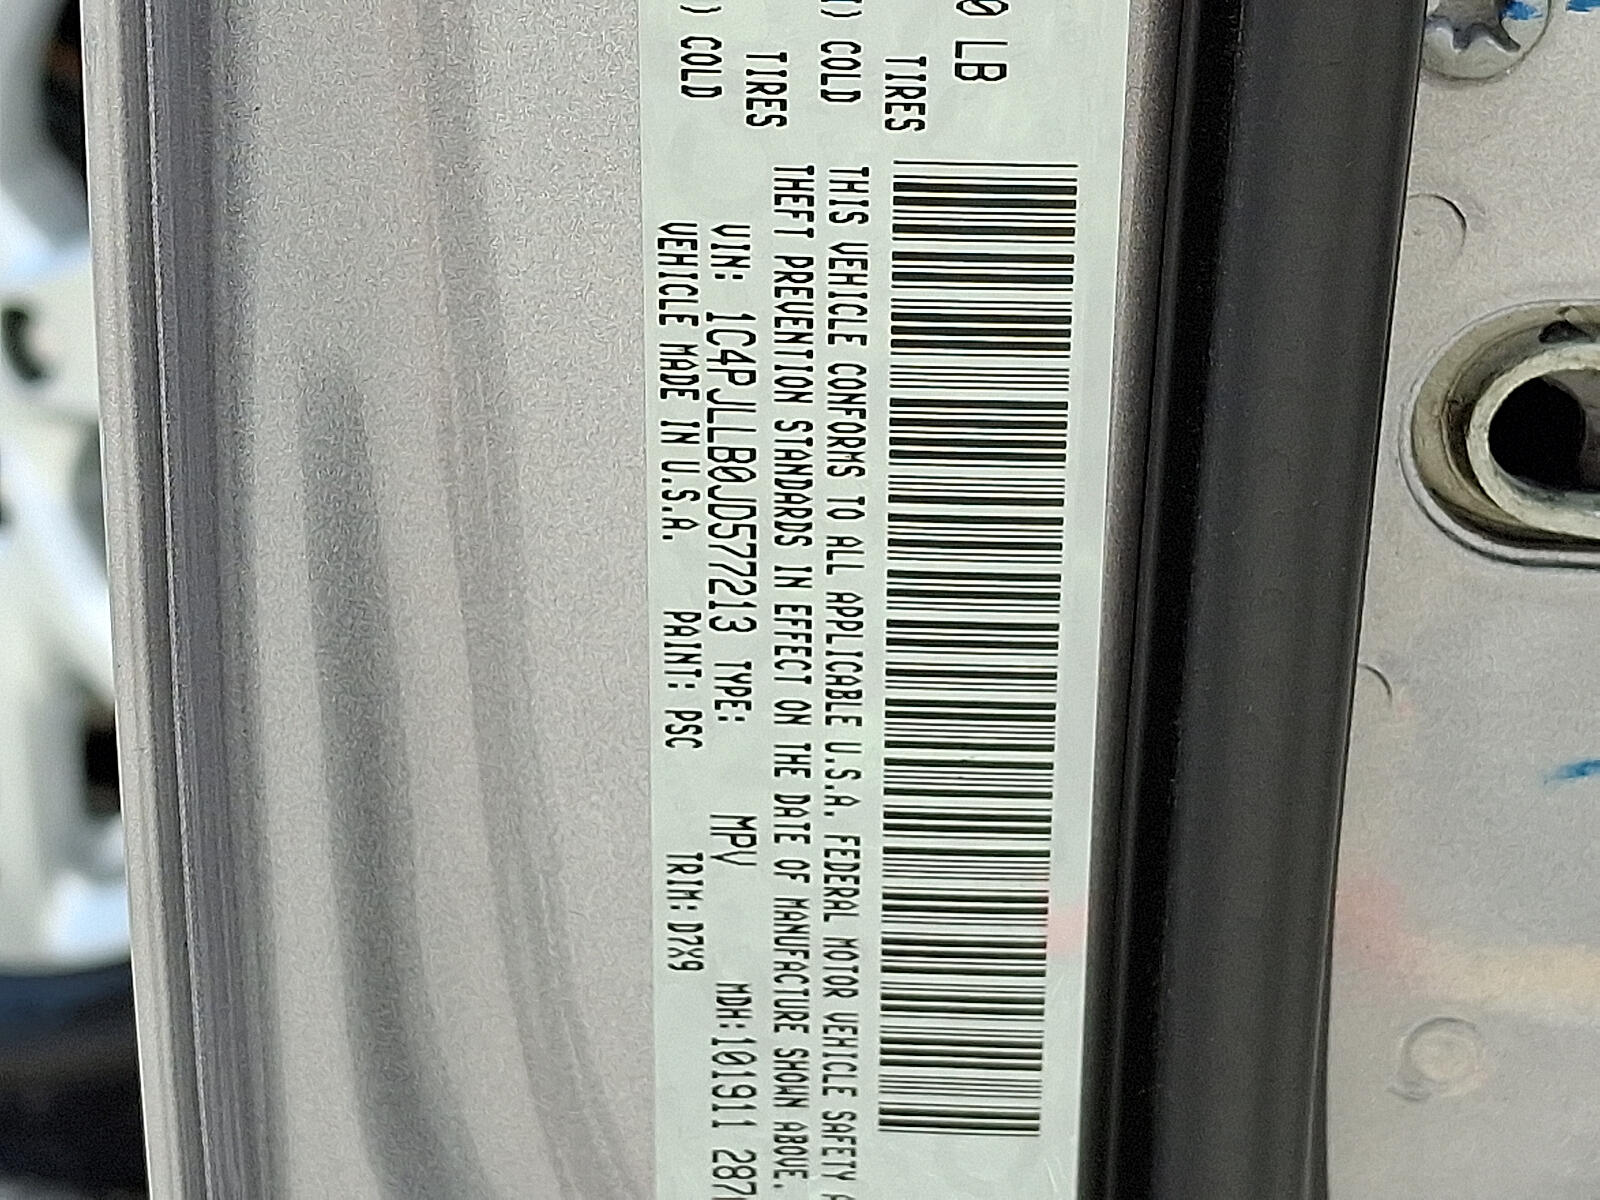 0 LB
TIRES
) COLD
TIRES
) COLD
THIS VEHICLE CONFORMS TO ALL APPLICABLE U.S.A. FEDERAL MOTOR VEHICLE SAFETY
THEFT PREVENTION STANDARDS IN EFFECT ON THE DATE OF MANUFACTURE SHOWN ABOVE.
VIN: 1C4PJLLB0JD577213 TYPE: MPV MDH:101911 287
VEHICLE MADE IN U.S.A. PAINT: PSC TRIM: D7X9